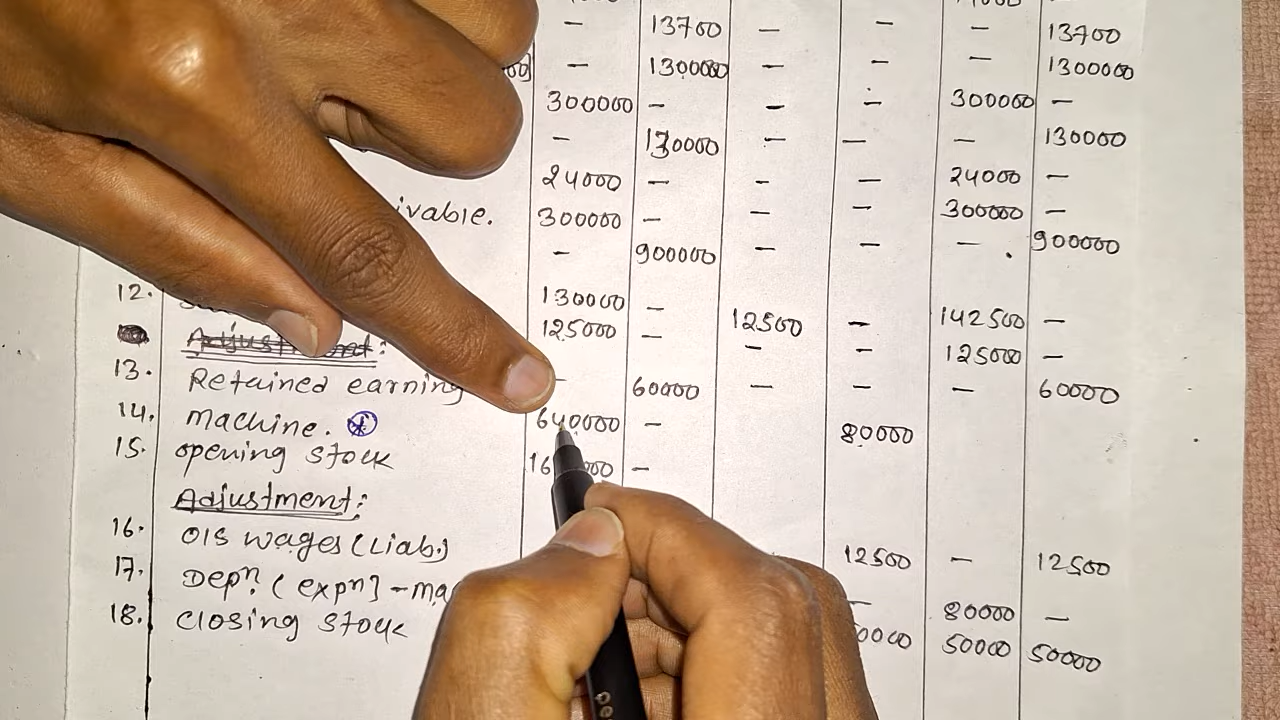 - 13700 - - - 13700
- 1300000 - - - 1300000
300000 - - - 300000 -
- 130000 - - - 130000
24000 - - - 24000 -
ivable. 300000 - - - 300000 -
- 900000 - - - 900000
12. 130000 - 12500 - 142500 -
Adjustment: 125000 - - - 125000 -
13. Retained earning - 60000 - - - 60000
14. machine. 640000 - 80000
15. opening stock -
Adjustment:
16. O/S wages (Liab.) 12500 - 12500
17. Depn. (expn] - ma - 80000 -
18. closing stock 50000 50000